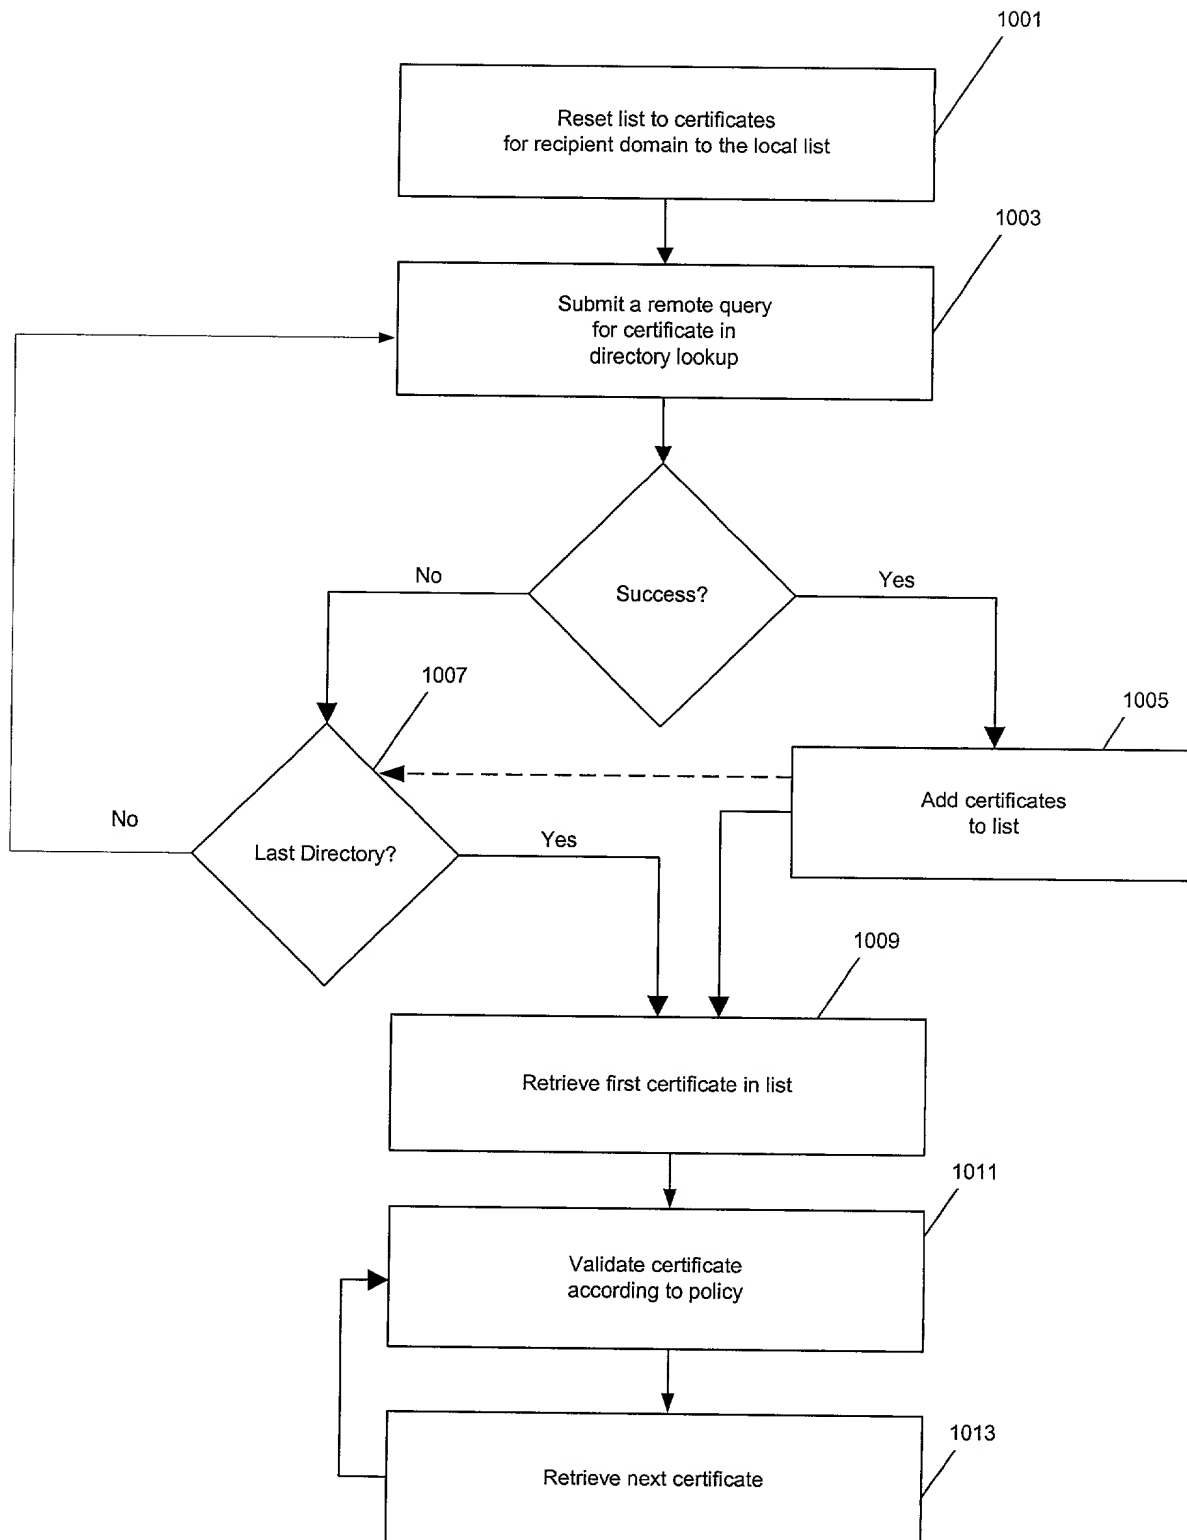 1001
Reset list to certificates
for recipient domain to the local list
1003
Submit a remote query
for certificate in
directory lookup
No
Success?
Yes
1007
1005
Add certificates
to list
No
Last Directory?
Yes
1009
Retrieve first certificate in list
1011
Validate certificate
according to policy
1013
Retrieve next certificate